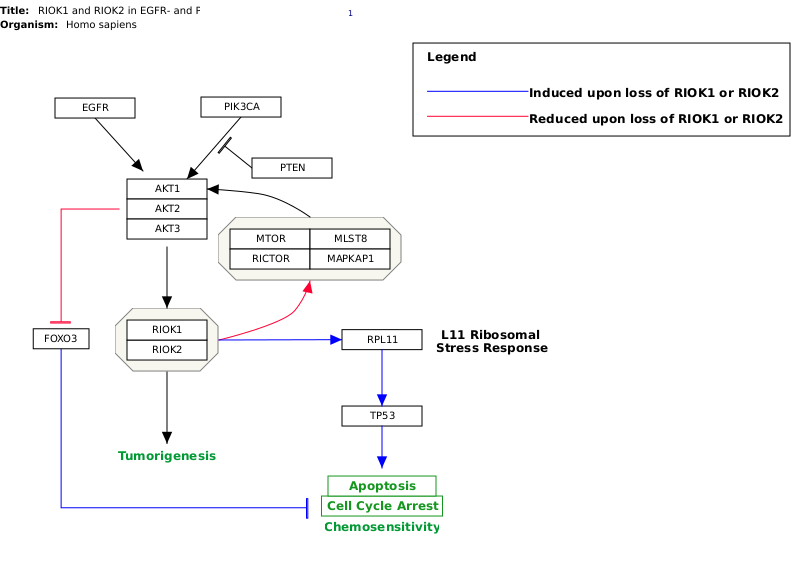 Title: RIOK1 and RIOK2 in EGFR- and
1
Organism: Homo sapiens
Legend
Induced upon loss of RIOK1 or RIOK2
Reduced upon loss of RIOK1 or RIOK2
EGFR
PIK3CA
PTEN
AKT1
AKT2
AKT3
MTOR MLST8
RICTOR MAPKAP1
RIOK1
RIOK2
FOXO3
RPL11
L11 Ribosomal
Stress Response
TP53
Tumorigenesis
Apoptosis
Cell Cycle Arrest
Chemosensitivity